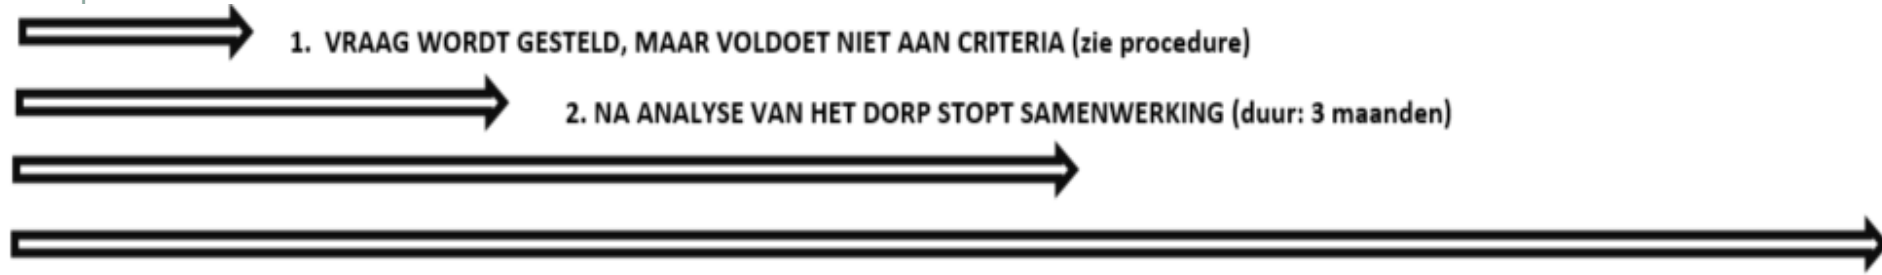 1. VRAAG WORDT GESTELD, MAAR VOLDOET NIET AAN CRITERIA (zie procedure)
2. NA ANALYSE VAN HET DORP STOPT SAMENWERKING (duur: 3 maanden)